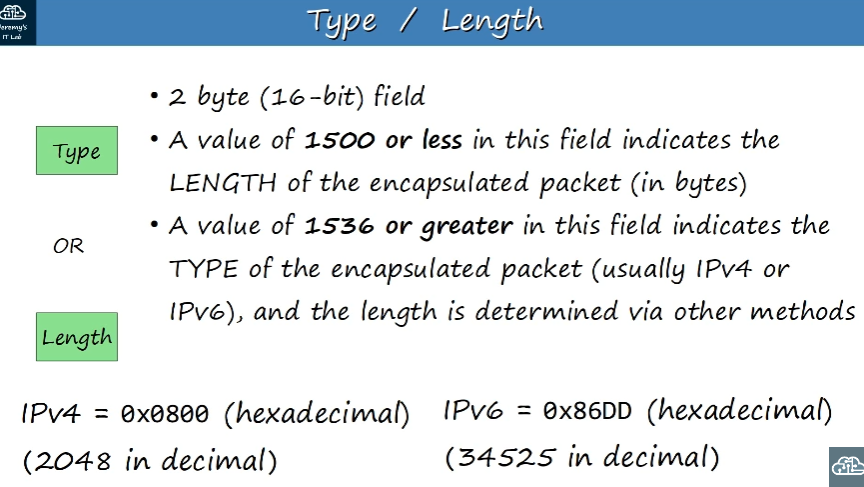 Jeremy's
IT Lab
Type / Length
• 2 byte (16-bit) field
• A value of 1500 or less in this field indicates the
LENGTH of the encapsulated packet (in bytes)
• A value of 1536 or greater in this field indicates the
TYPE of the encapsulated packet (usually IPv4 or
IPv6), and the length is determined via other methods
Type
OR
Length
IPv4 = 0x0800 (hexadecimal)
(2048 in decimal)
IPv6 = 0x86DD (hexadecimal)
(34525 in decimal)